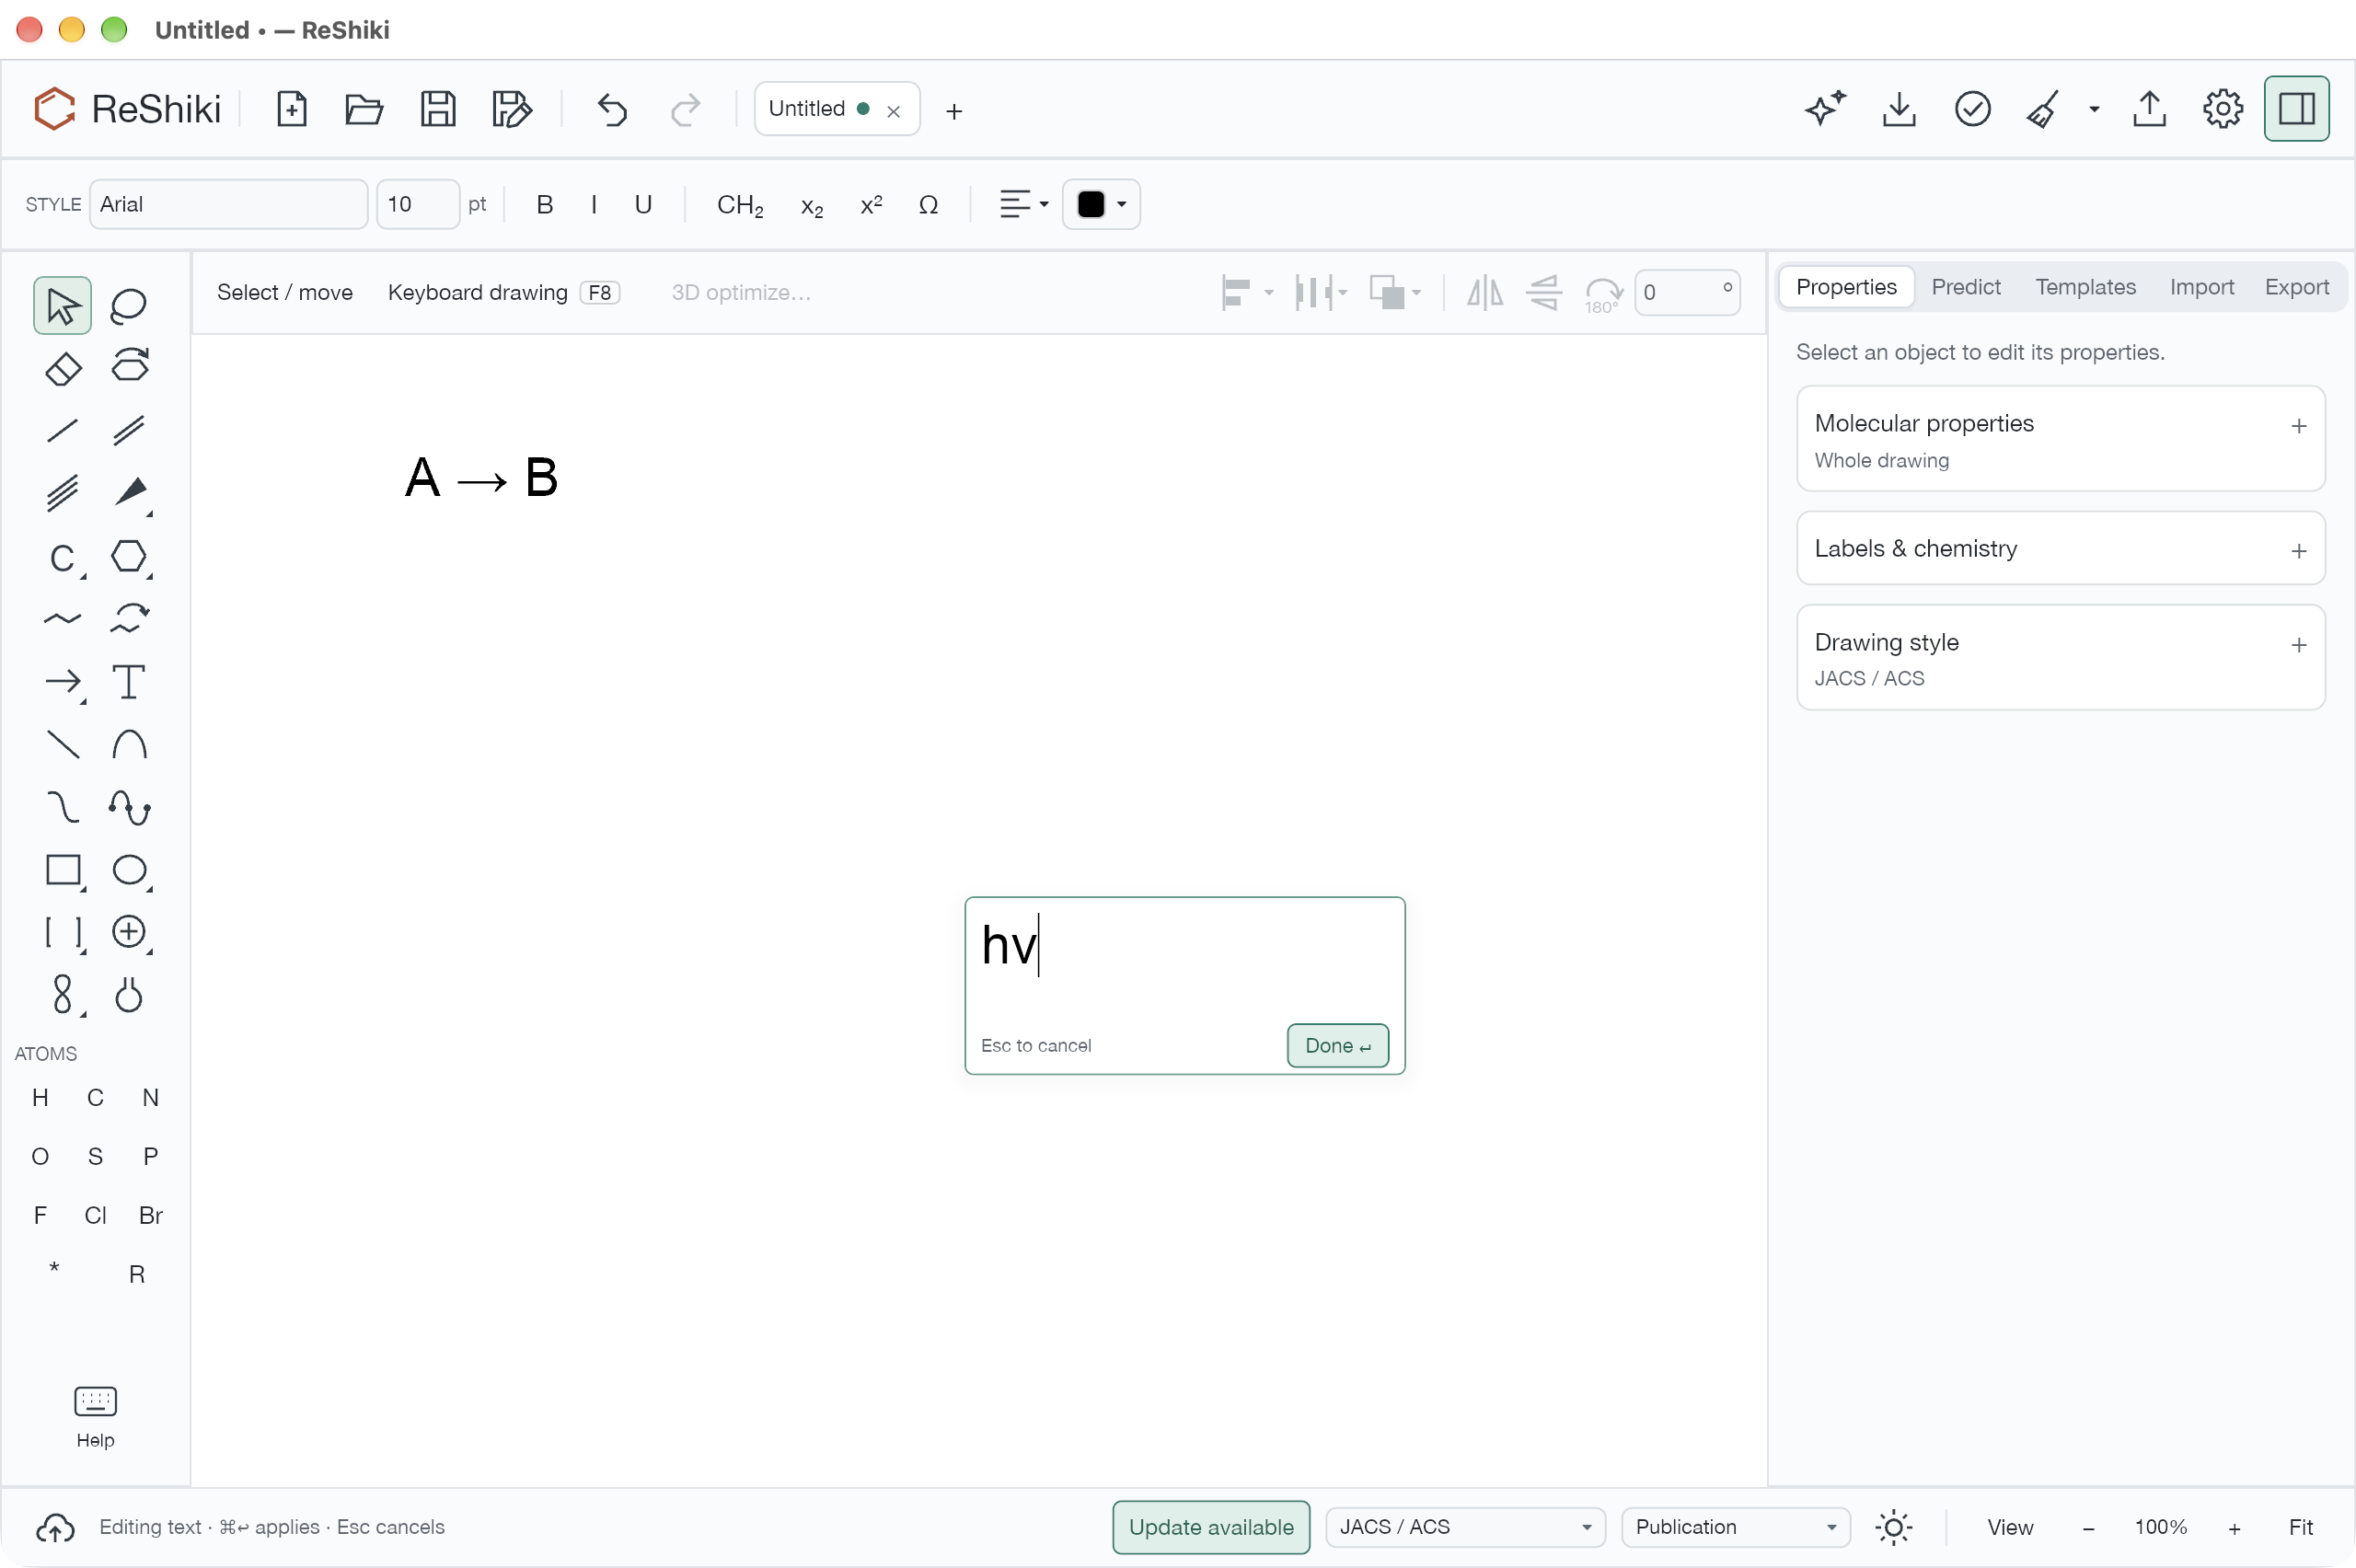 Untitled • — ReShiki
ReShiki
Untitled
STYLE Arial 10 pt B I U CH₂ x₂ x² Ω
Select / move Keyboard drawing F8 3D optimize... 180° 0 °
Properties Predict Templates Import Export
Select an object to edit its properties.
Molecular properties
Whole drawing
Labels & chemistry
Drawing style
JACS / ACS
A → B
hv
Esc to cancel Done ↵
C
T
ATOMS
H C N
O S P
F Cl Br
* R
Help
Editing text · ⌘↩ applies · Esc cancels
Update available JACS / ACS Publication View − 100% + Fit